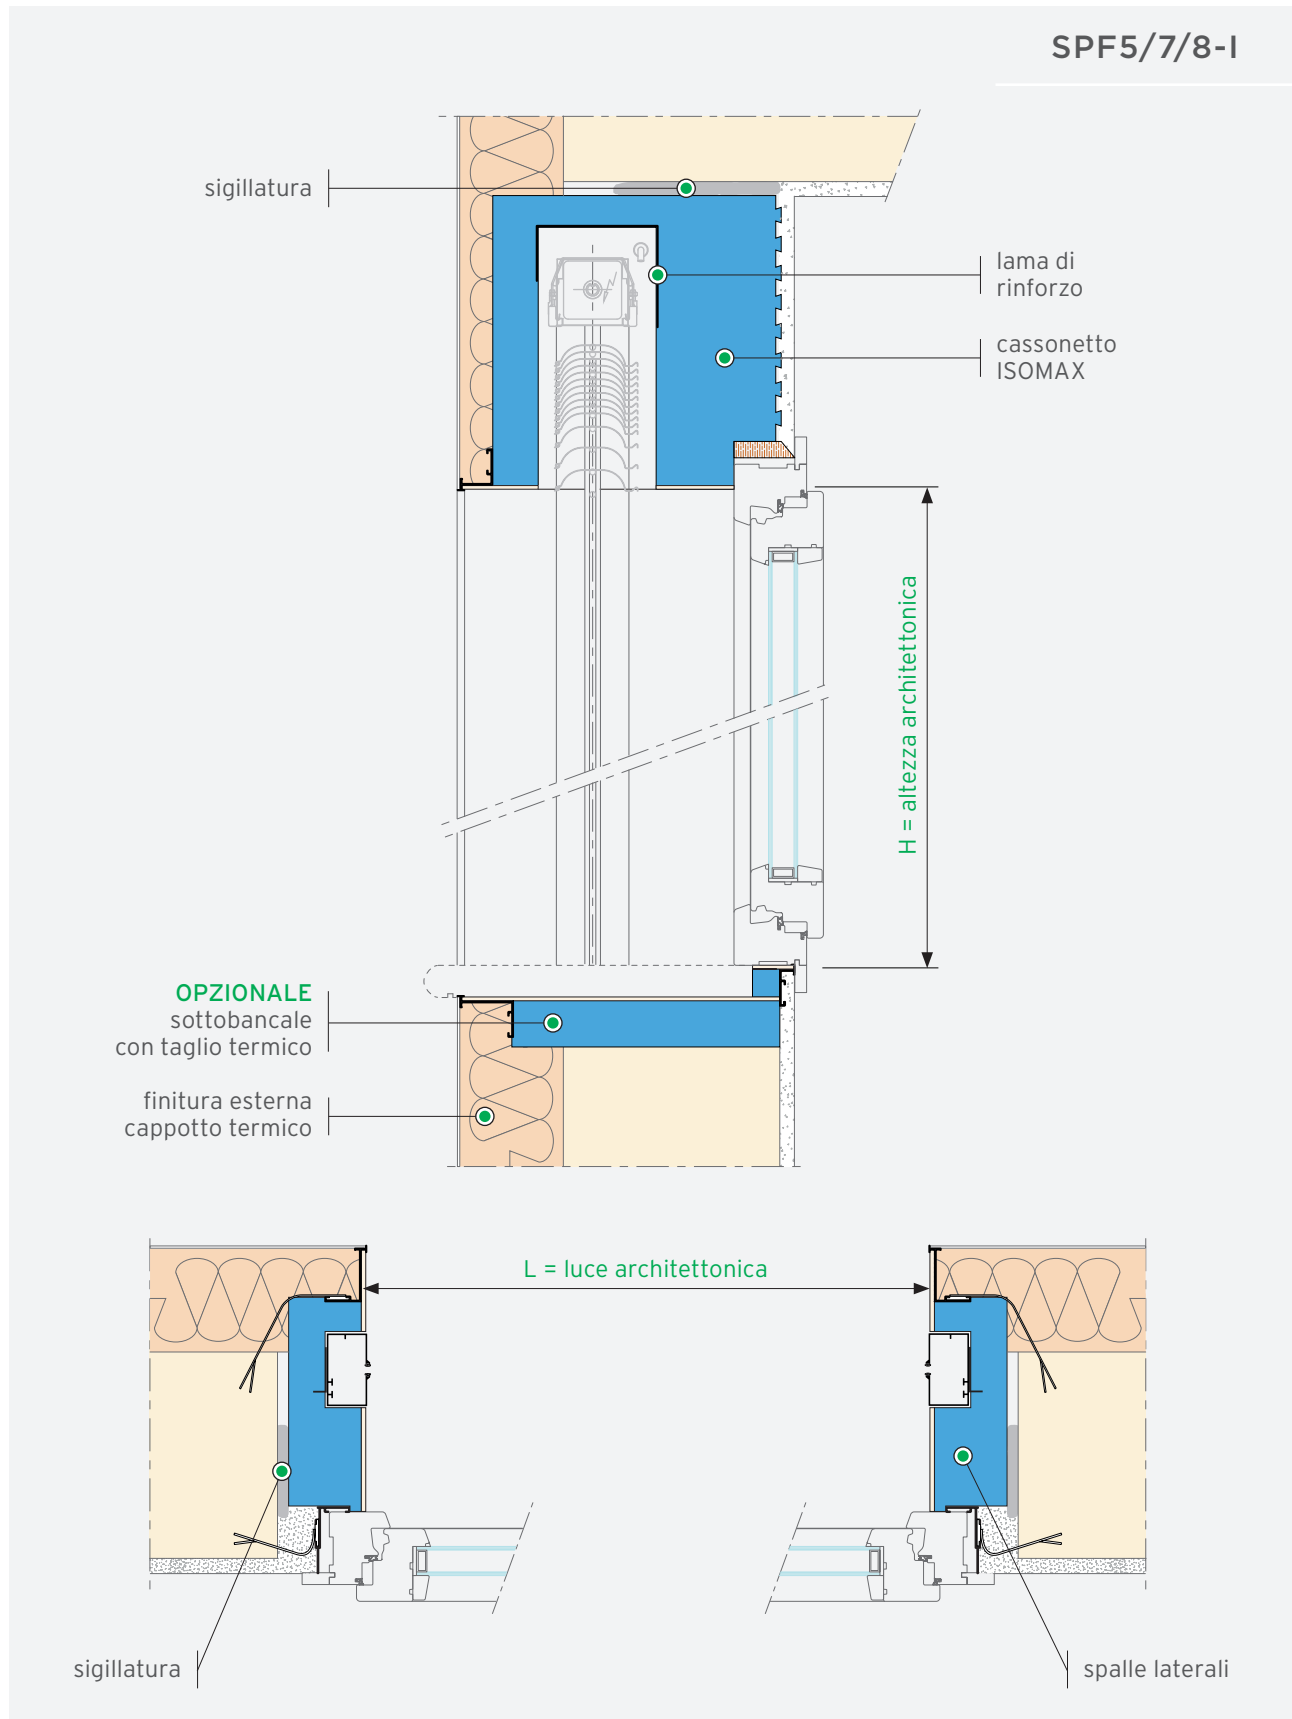 SPF5/7/8-I
sigillatura
lama di
rinforzo
cassonetto
ISOMAX
H = altezza architettonica
OPZIONALE
sottobancale
con taglio termico
finitura esterna
cappotto termico
L = luce architettonica
sigillatura
spalle laterali